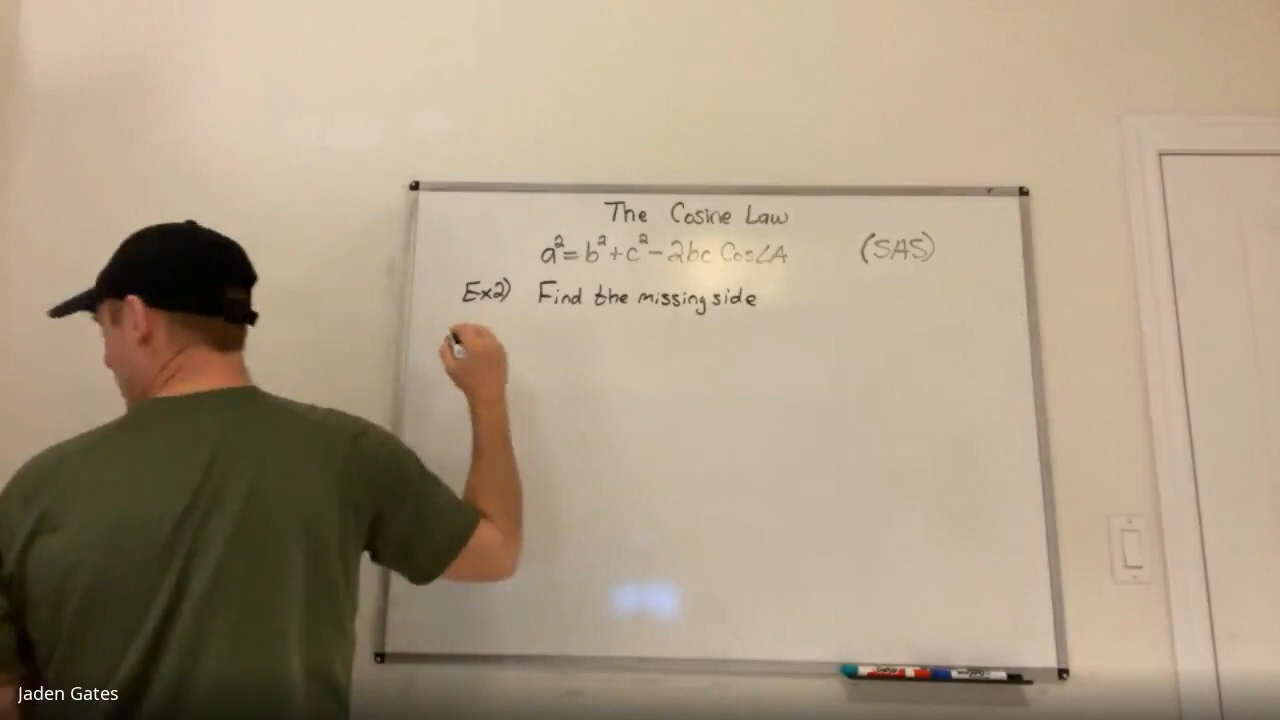 The Cosine Law
a² = b² + c² - 2bc Cos∠A (SAS)
Ex2) Find the missing side
Jaden Gates